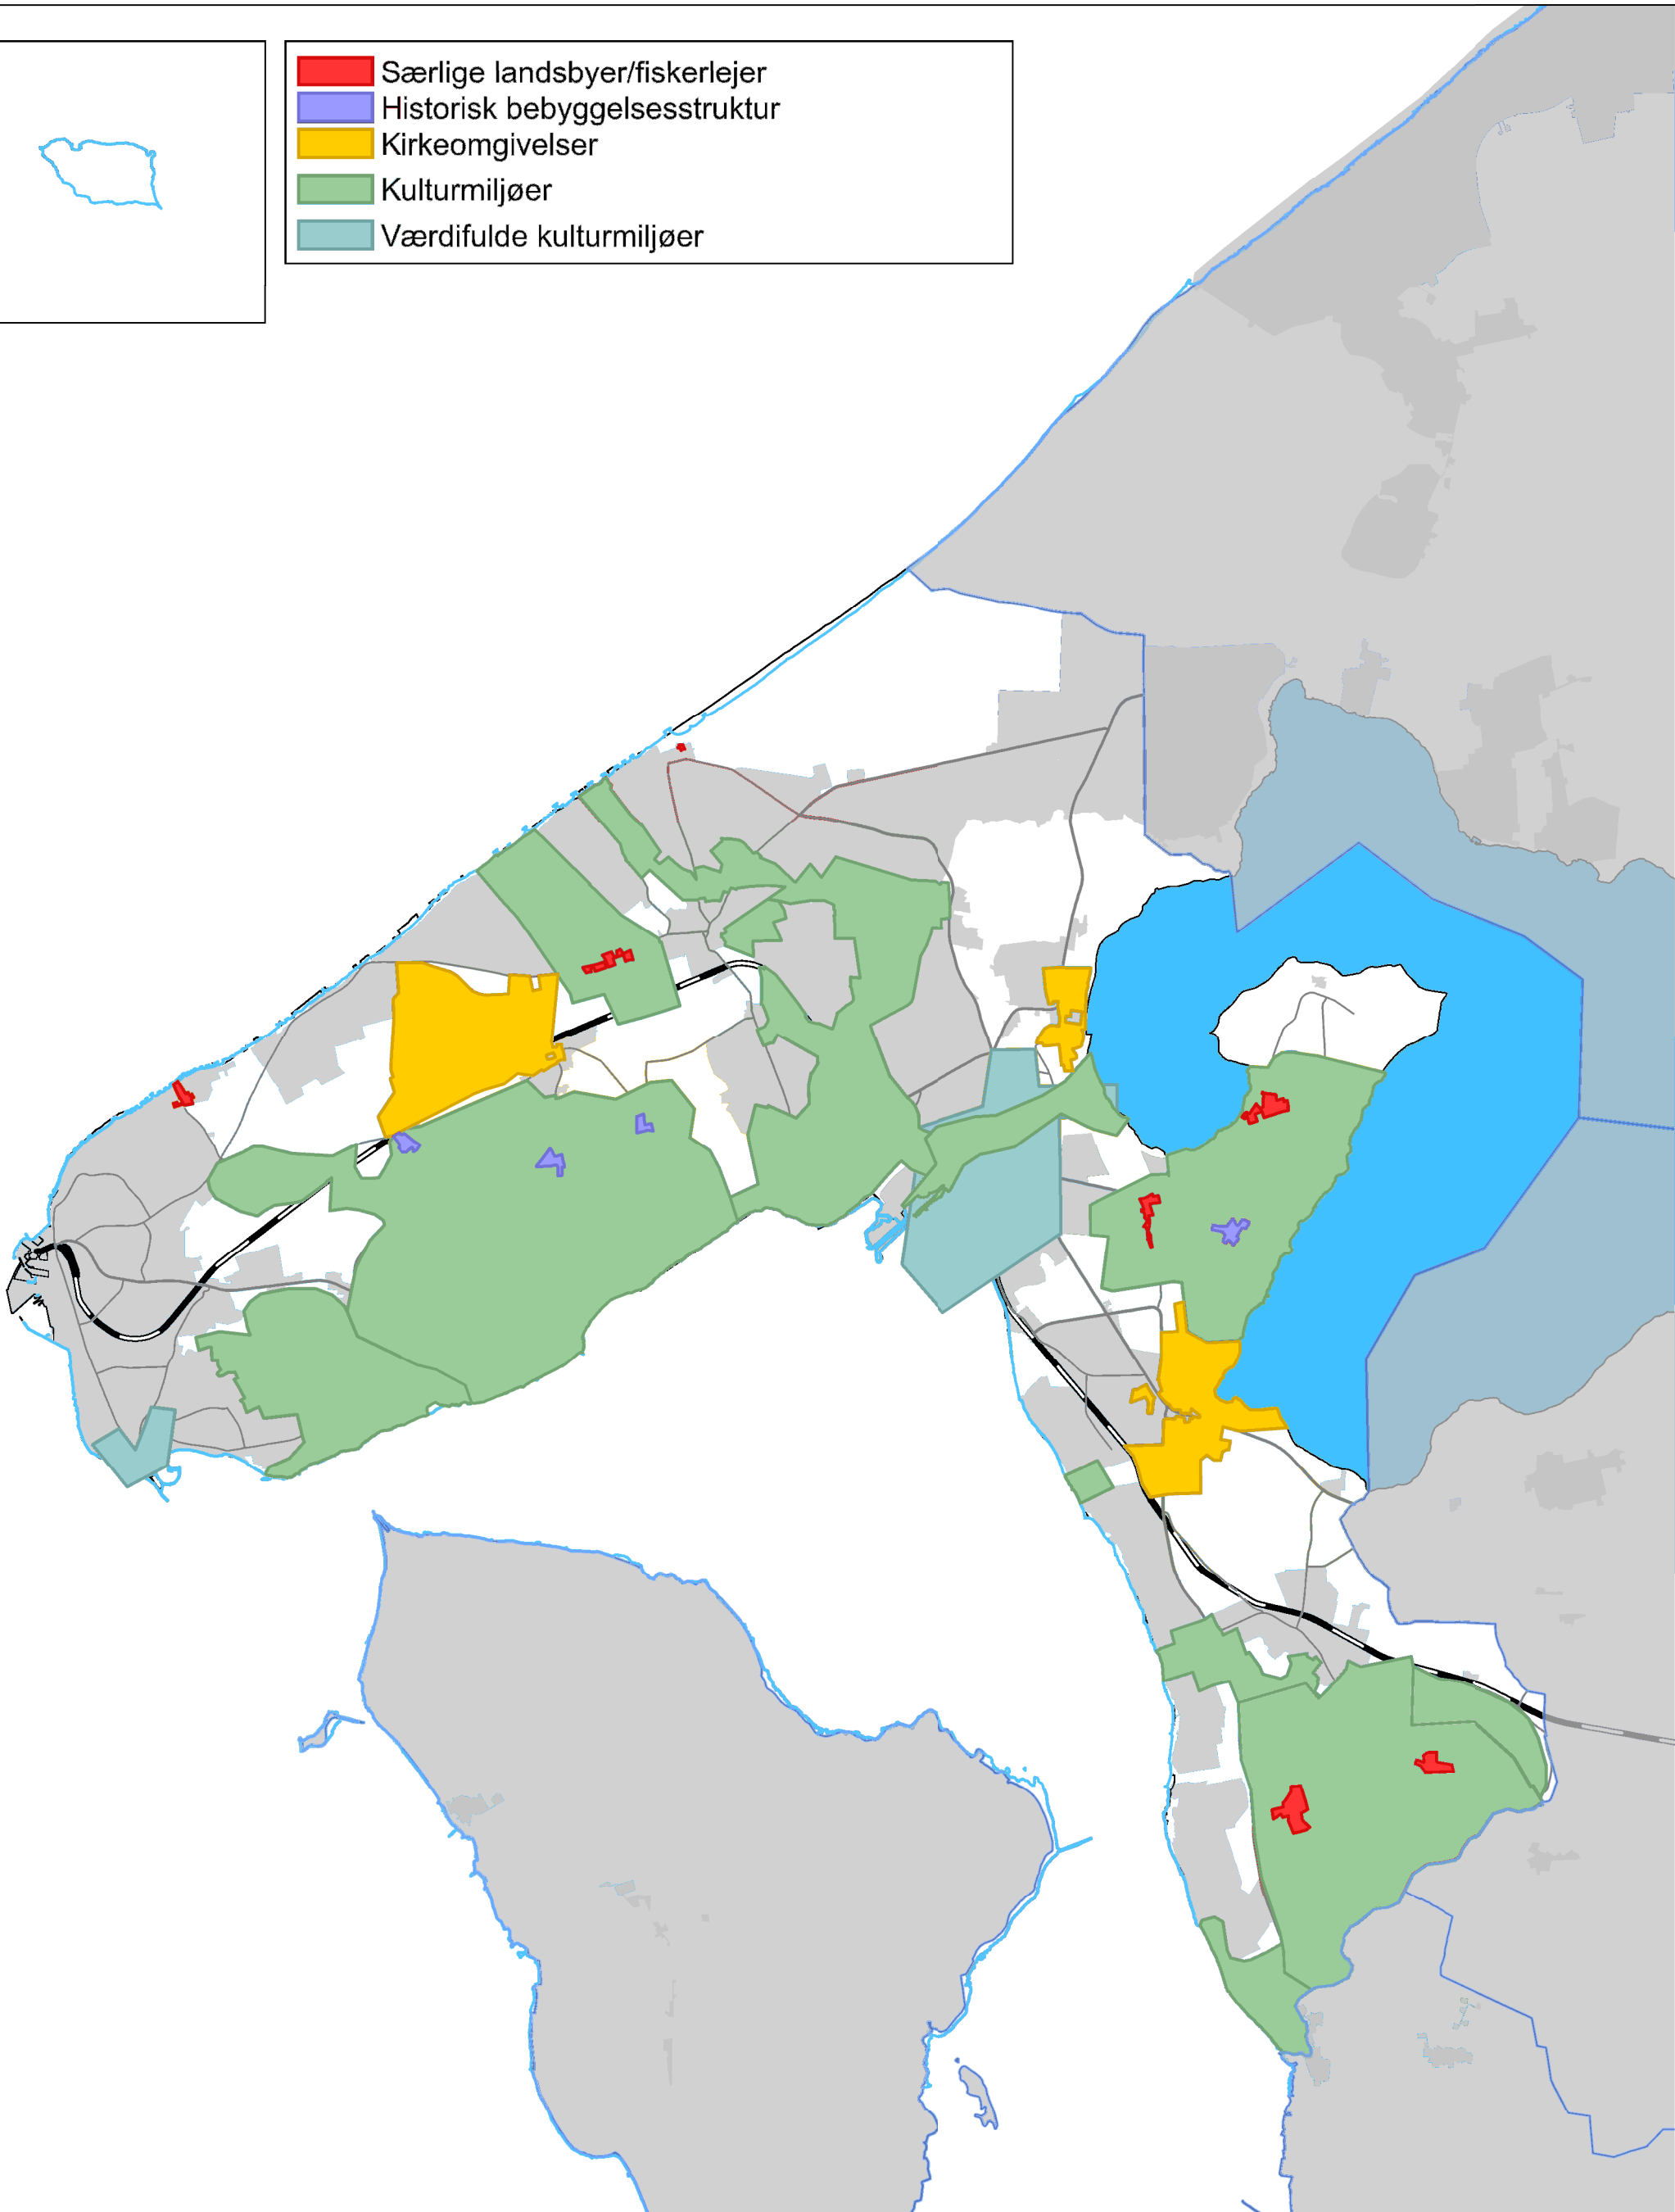 Særlige landsbyer/fiskerlejer
Historisk bebyggelsesstruktur
Kirkeomgivelser
Kulturmiljøer
Værdifulde kulturmiljøer